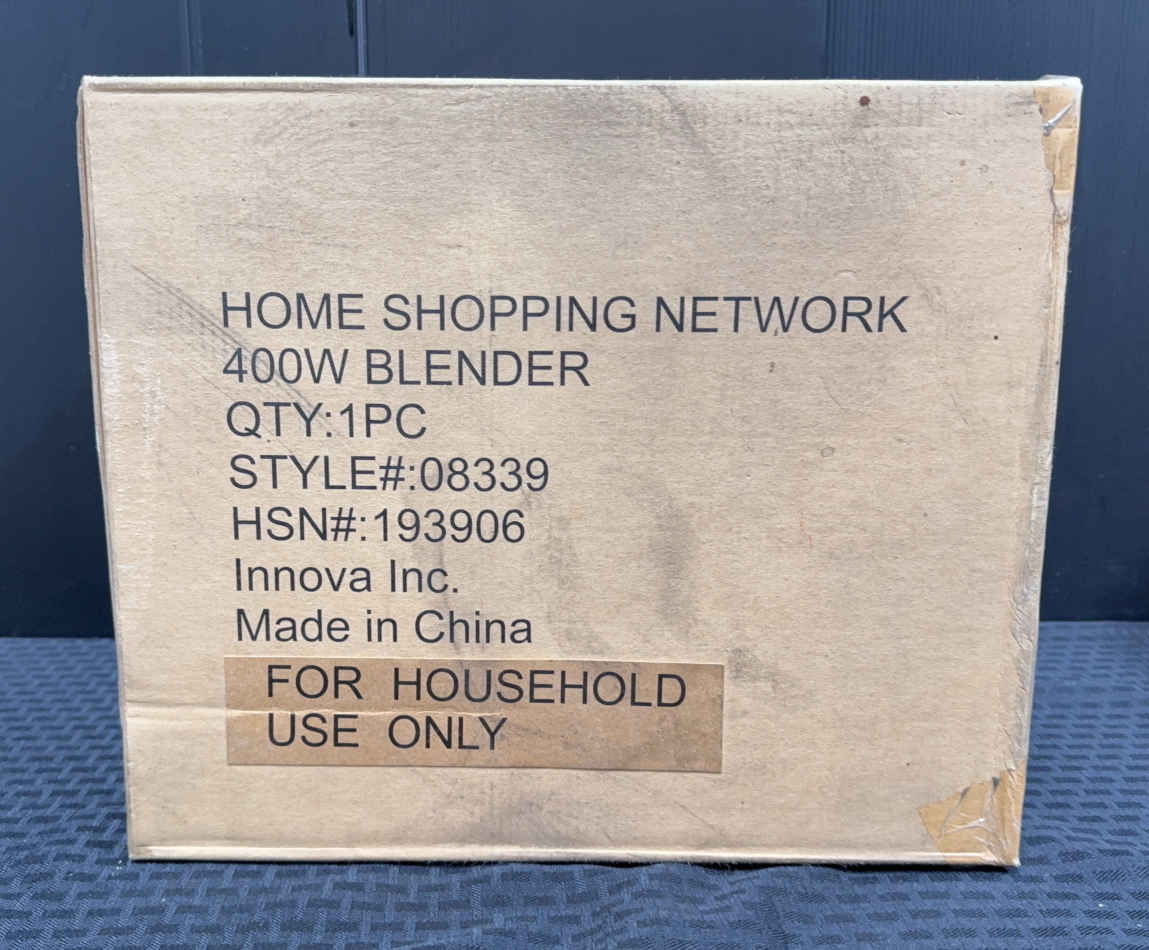 HOME SHOPPING NETWORK
400W BLENDER
QTY:1PC
STYLE#:08339
HSN#:193906
Innova Inc.
Made in China
FOR HOUSEHOLD
USE ONLY